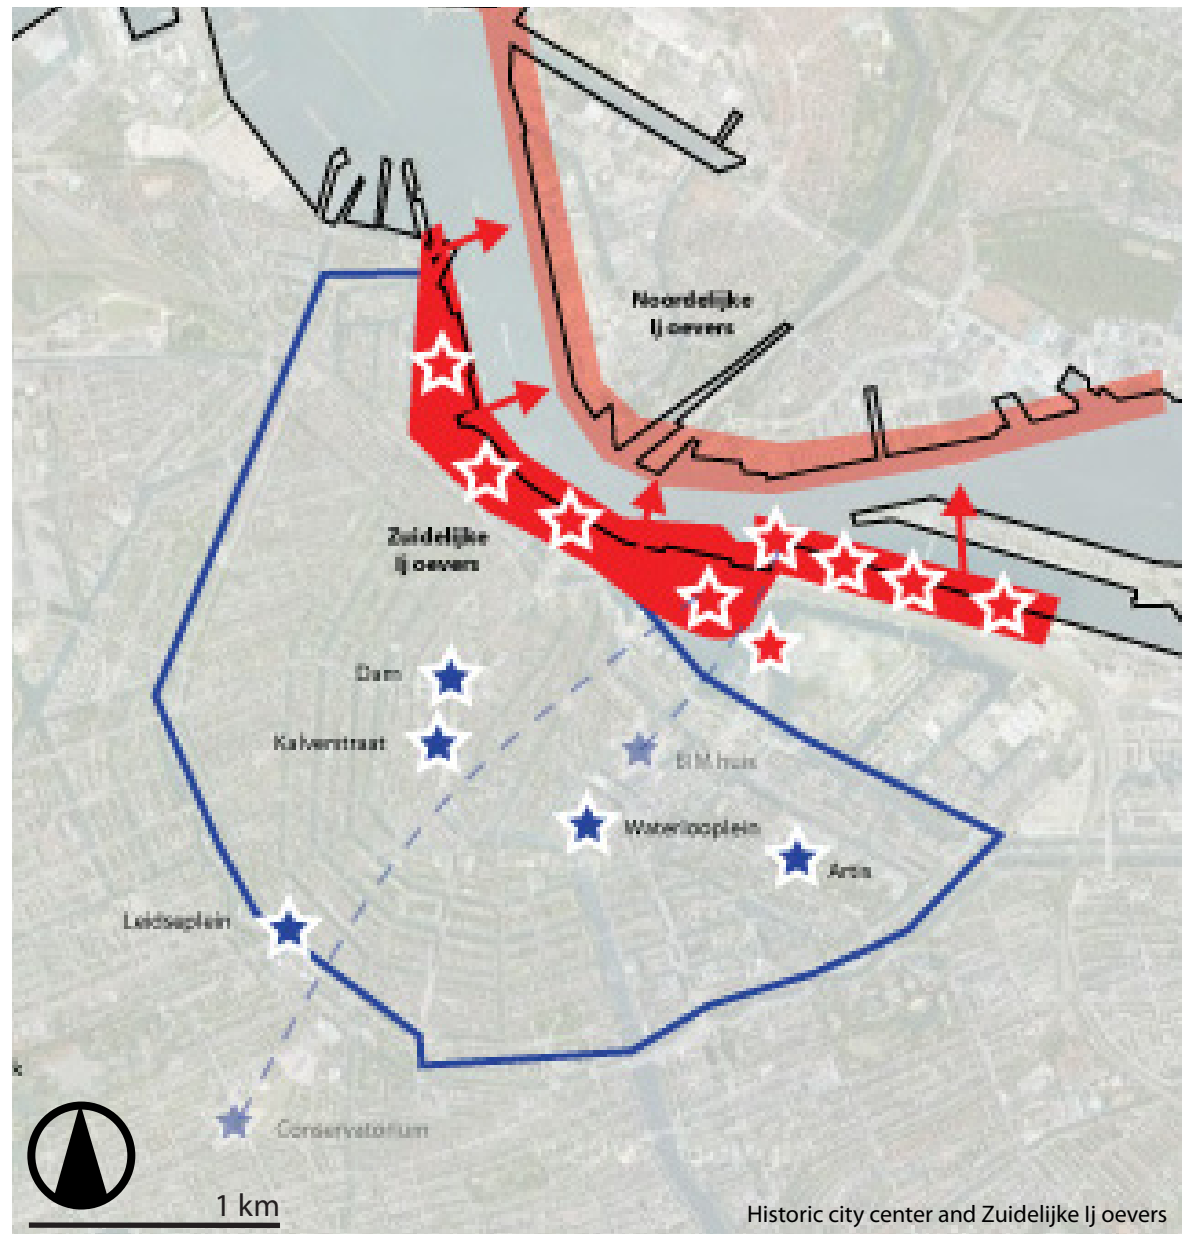 Noordelijke
Ij oevers
Zuidelijke
Ij oevers
Dam
Kalverstraat
BIM huis
Waterlooplein
Artis
Leidseplein
k
Conservatorium
1 km
Historic city center and Zuidelijke Ij oevers